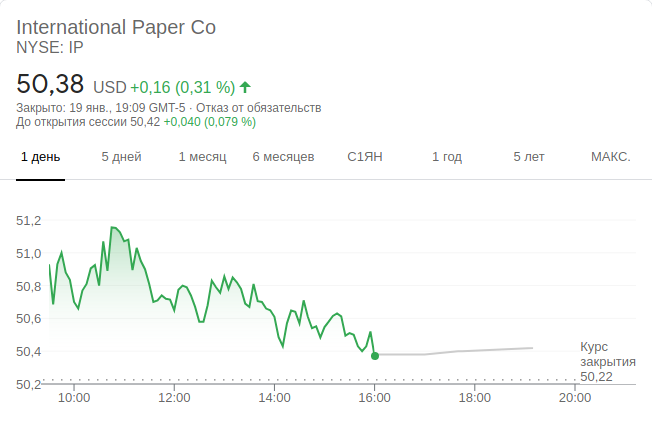 International Paper Co
NYSE: IP
50,38 USD +0,16 (0,31 %)
Закрыто: 19 янв., 19:09 GMT-5 · Отказ от обязательств
До открытия сессии 50,42 +0,040 (0,079 %)
1 день 5 дней 1 месяц 6 месяцев С1ЯН 1 год 5 лет МАКС.
51,2
51,0
50,8
50,6
50,4
50,2
Курс
закрытия
50,22
10:00 12:00 14:00 16:00 18:00 20:00